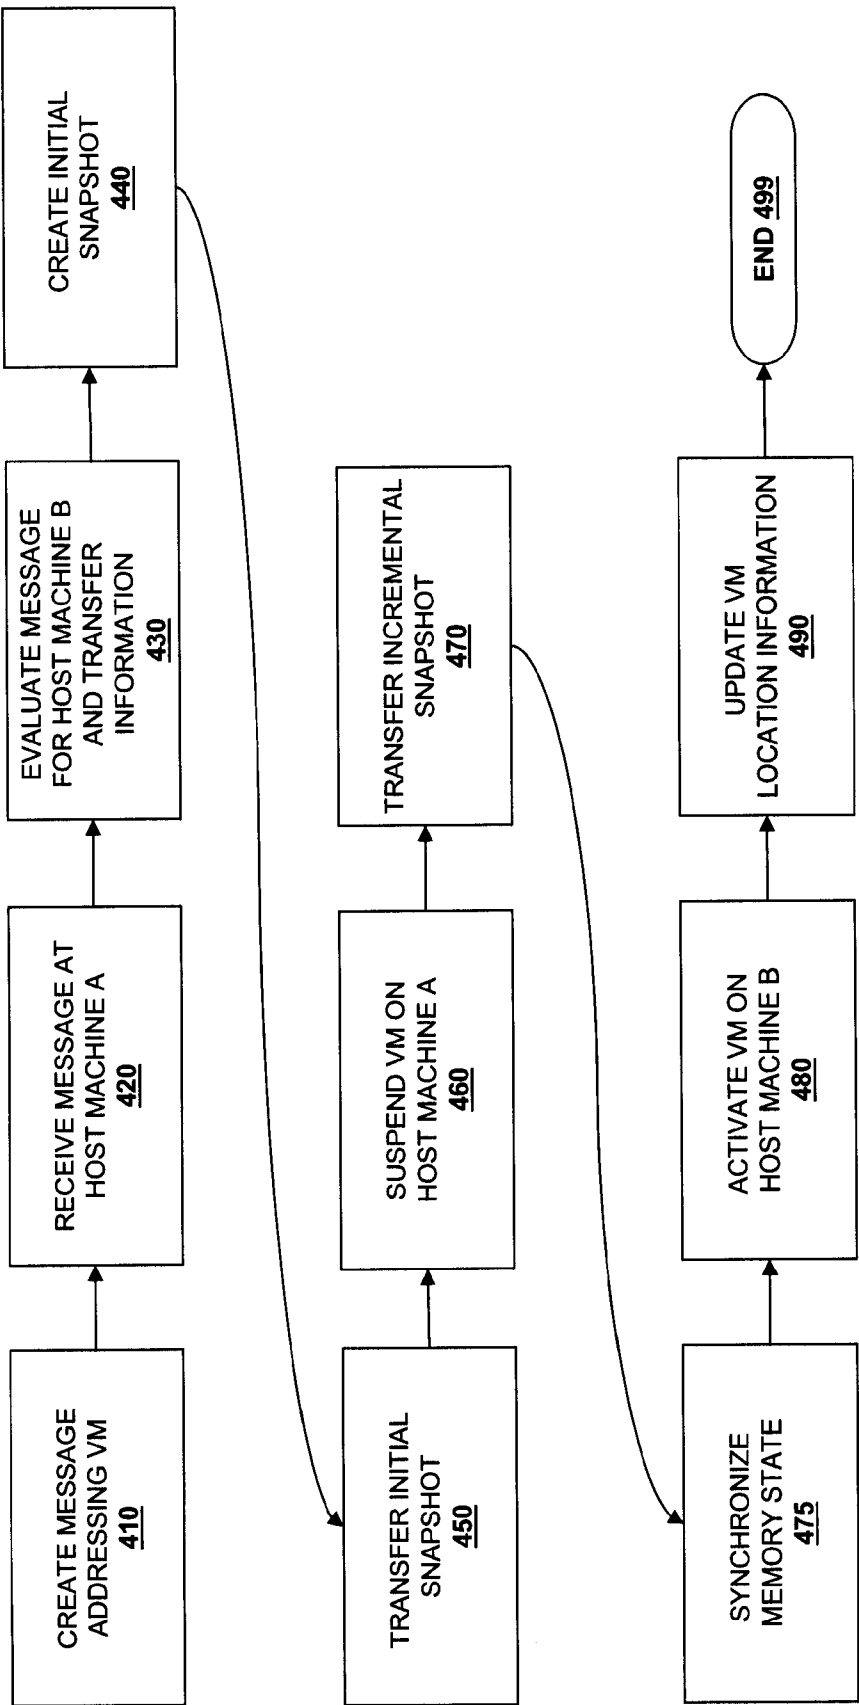 CREATE MESSAGE
ADDRESSING VM
410
RECEIVE MESSAGE AT
HOST MACHINE A
420
EVALUATE MESSAGE
FOR HOST MACHINE B
AND TRANSFER
INFORMATION
430
CREATE INITIAL
SNAPSHOT
440
TRANSFER INITIAL
SNAPSHOT
450
SUSPEND VM ON
HOST MACHINE A
460
TRANSFER INCREMENTAL
SNAPSHOT
470
SYNCHRONIZE
MEMORY STATE
475
ACTIVATE VM ON
HOST MACHINE B
480
UPDATE VM
LOCATION INFORMATION
490
END 499